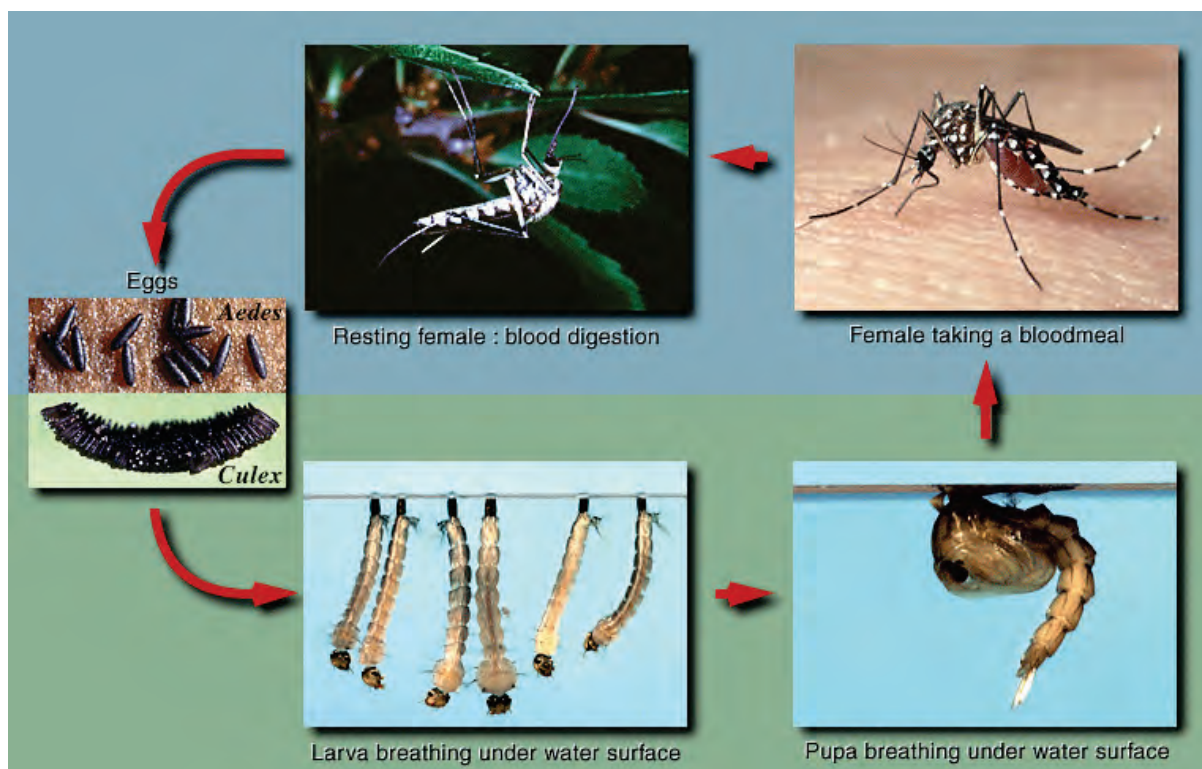 Resting female : blood digestion
Female taking a bloodmeal
Eggs
Aedes
Culex
Larva breathing under water surface
Pupa breathing under water surface